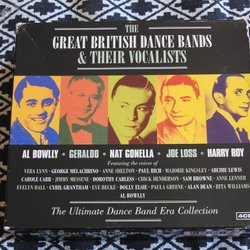 THE
GREAT BRITISH DANCE BANDS
& THEIR VOCALISTS
AL BOWLLY • GERALDO • NAT GONELLA • JOE LOSS • HARRY ROY
Featuring the voices of
VERA LYNN • GEORGE MELACHRINO • ANNE SHELTON • PAUL RICH • MARJORIE KINGSLEY • ARCHIE LEWIS
CAROLE CARR • JIMMY MESSENE • DOROTHY CARLESS • CHICK HENDERSON • SAM BROWNE • ANNE LENNER
EVELYN DALL • CYRIL GRANTHAM • EVE BECKE • DOLLY ELSIE • PAULA GREENE • ALAN DEAN • RITA WILLIAMS
AL BOWLLY
The Ultimate Dance Band Era Collection
4CD